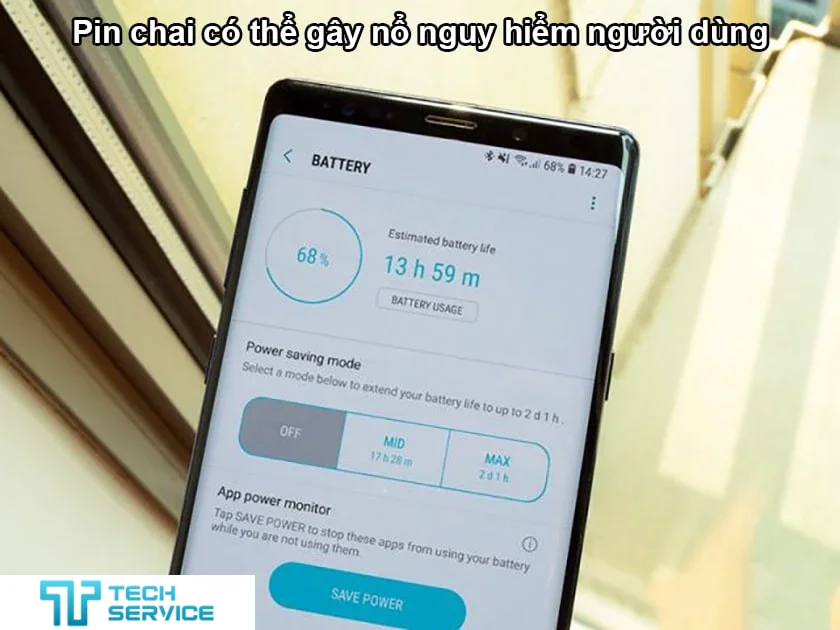 Pin chai có thể gây nổ nguy hiểm người dùng
68% 14:27
BATTERY
68%
Estimated battery life
13 h 59 m
BATTERY USAGE
Power saving mode
Select a mode below to extend your battery life to up to 2 d 1 h.
OFF
MID
17 h 28 m
MAX
2 d 1 h
App power monitor
Tap SAVE POWER to stop these apps from using your battery
while you are not using them.
SAVE POWER
TECH
SERVICE